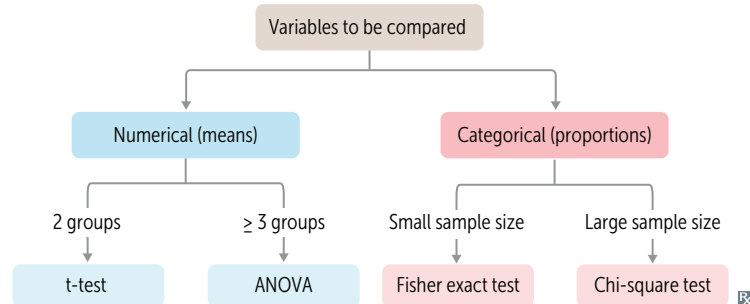 Variables to be compared
Numerical (means)
Categorical (proportions)
2 groups
≥ 3 groups
Small sample size
Large sample size
t-test
ANOVA
Fisher exact test
Chi-square test
℞